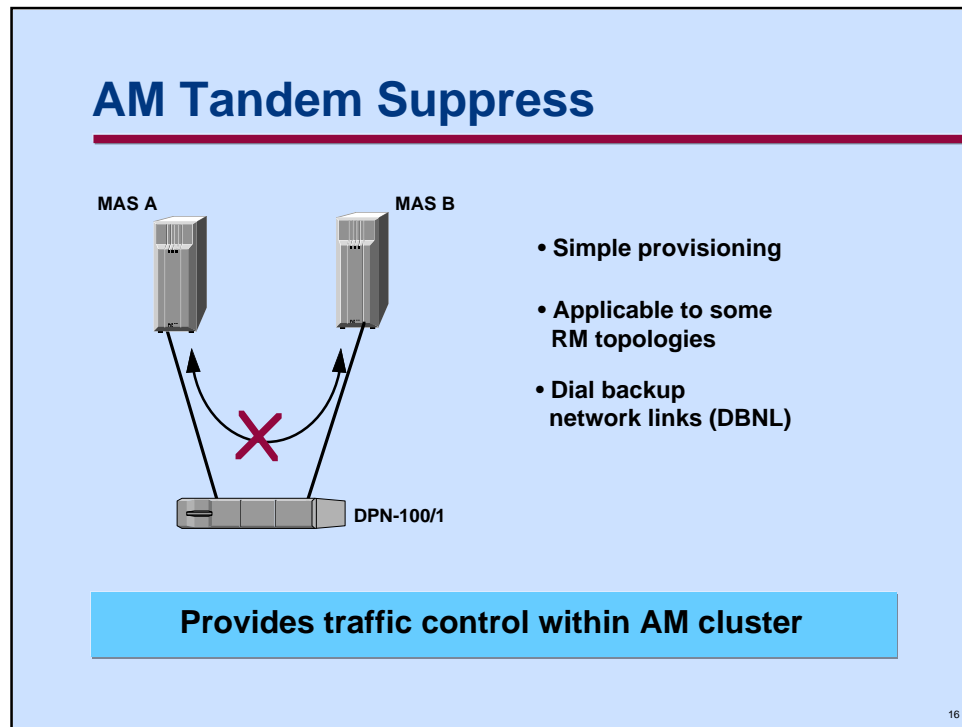 AM Tandem Suppress
MAS A
MAS B
• Simple provisioning
• Applicable to some
RM topologies
• Dial backup
network links (DBNL)
DPN-100/1
Provides traffic control within AM cluster
16